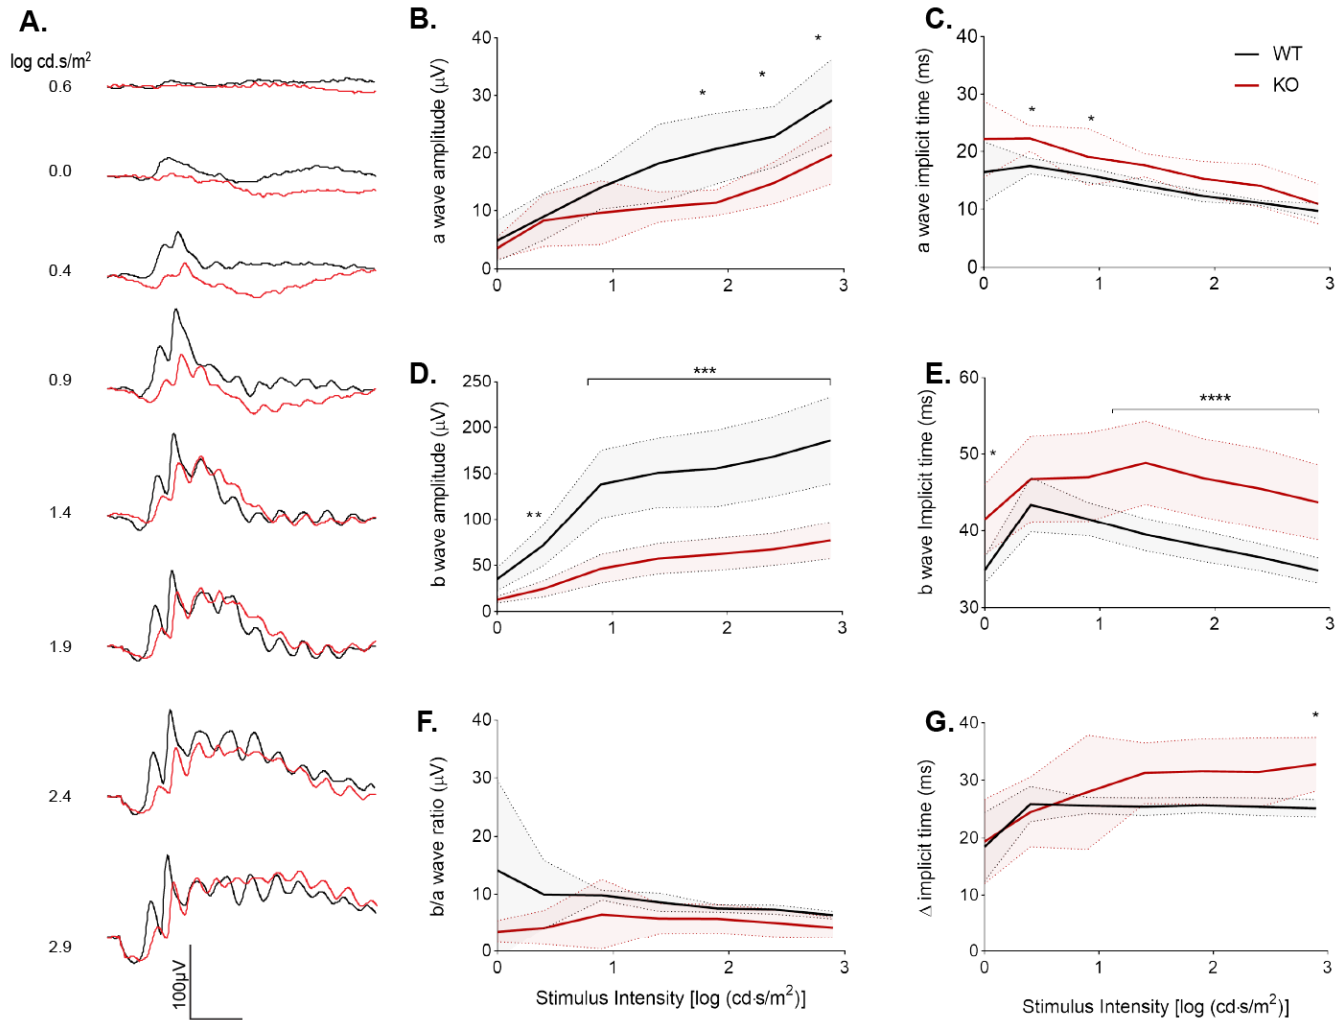 A.
log cd.s/m²
0.6
0.0
0.4
0.9
1.4
1.9
2.4
2.9
100µV
B.
a wave amplitude (µV)
40
30
20
10
0
0 1 2 3
* * *
C.
a wave implicit time (ms)
40
30
20
10
0
0 1 2 3
* *
WT
KO
D.
b wave amplitude (µV)
250
200
150
100
50
0
0 1 2 3
**
***
E.
b wave Implicit time (ms)
60
50
40
30
0 1 2 3
*
****
F.
b/a wave ratio (µV)
40
30
20
10
0
0 1 2 3
Stimulus Intensity [log (cd·s/m²)]
G.
Δ implicit time (ms)
40
30
20
10
0
0 1 2 3
*
Stimulus Intensity [log (cd·s/m²)]